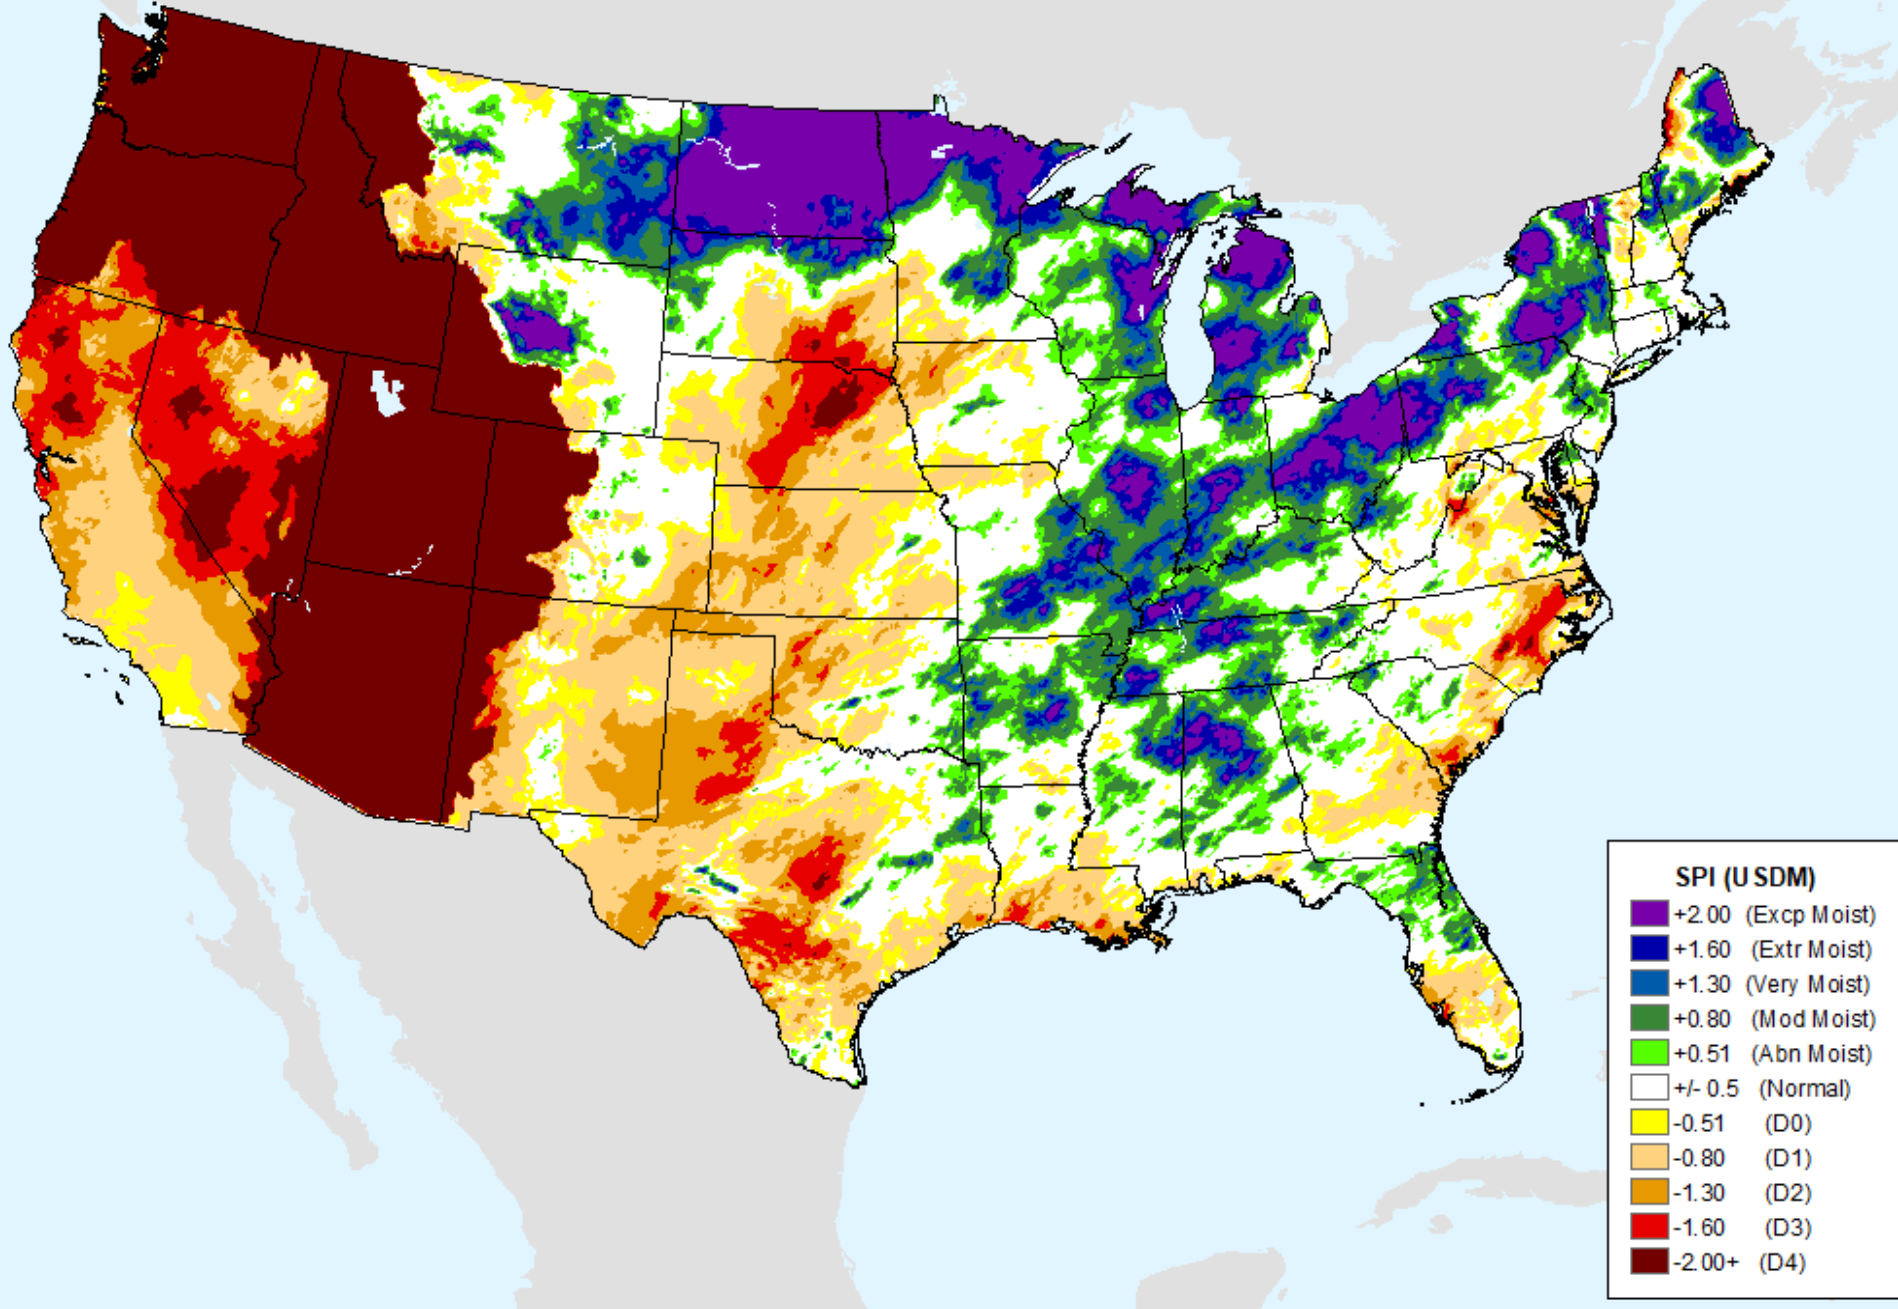 SPI (USDM)
+2.00 (Excp Moist)
+1.60 (Extr Moist)
+1.30 (Very Moist)
+0.80 (Mod Moist)
+0.51 (Abn Moist)
+/- 0.5 (Normal)
-0.51 (D0)
-0.80 (D1)
-1.30 (D2)
-1.60 (D3)
-2.00+ (D4)